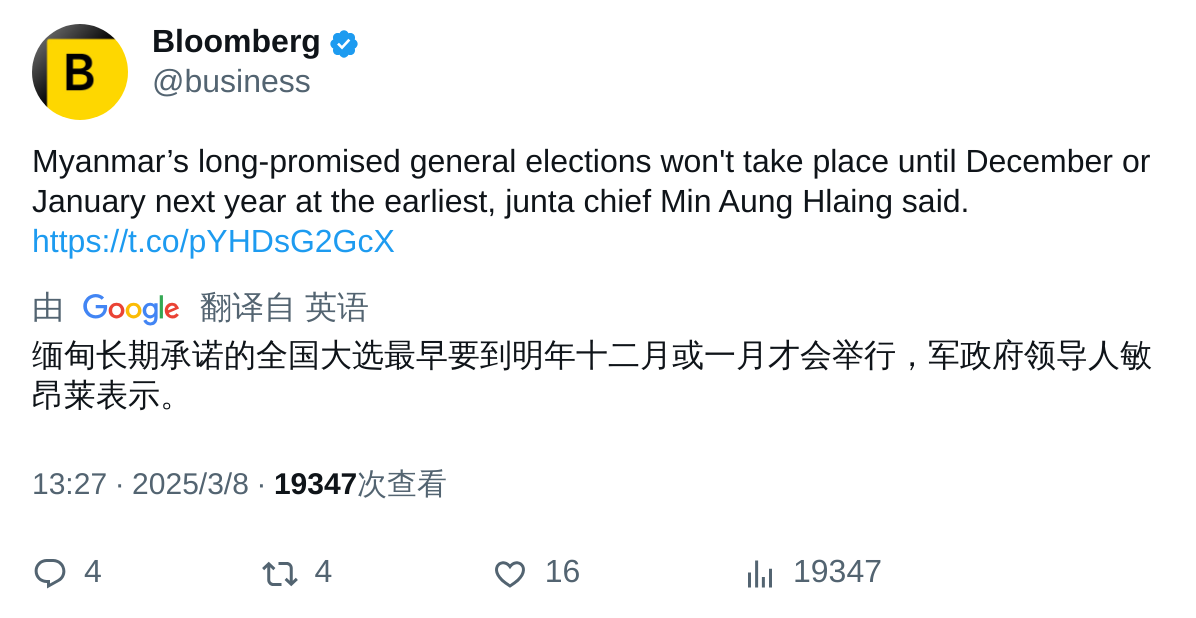 B
Bloomberg
@business
Myanmar’s long-promised general elections won't take place until December or
January next year at the earliest, junta chief Min Aung Hlaing said.
https://t.co/pYHDsG2GcX
由 Google 翻译自 英语
缅甸长期承诺的全国大选最早要到明年十二月或一月才会举行，军政府领导人敏
昂莱表示。
13:27 · 2025/3/8 · 19347次查看
4 4 16 19347